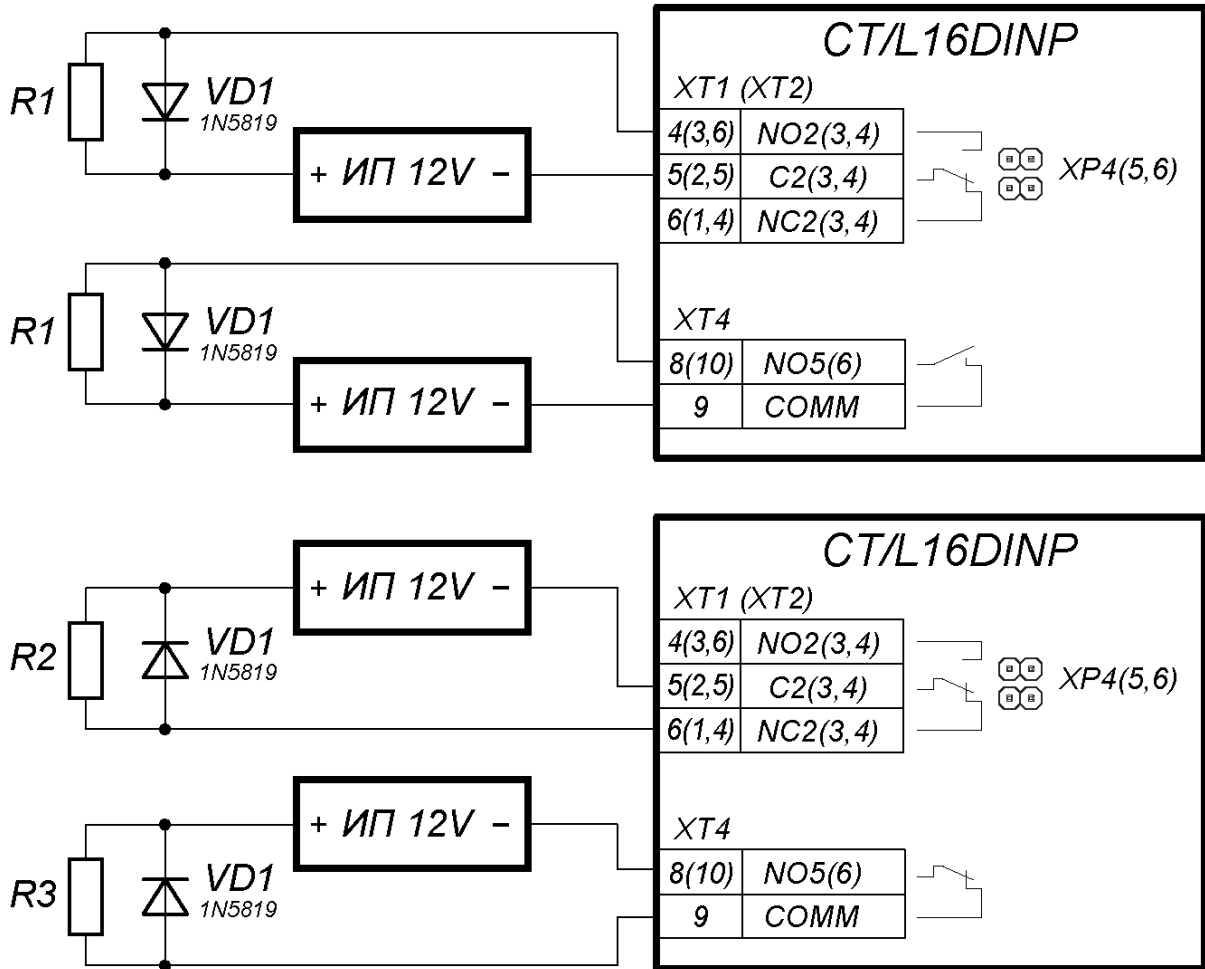 CT/L16DINP
XT1 (XT2)
R1
VD1
1N5819
4(3,6) NO2(3,4)
+ ИП 12V −
5(2,5) C2(3,4)
XP4(5,6)
6(1,4) NC2(3,4)
R1
VD1
1N5819
XT4
8(10) NO5(6)
+ ИП 12V −
9 COMM
CT/L16DINP
+ ИП 12V −
XT1 (XT2)
R2
VD1
1N5819
4(3,6) NO2(3,4)
5(2,5) C2(3,4)
XP4(5,6)
6(1,4) NC2(3,4)
+ ИП 12V −
XT4
R3
VD1
1N5819
8(10) NO5(6)
9 COMM